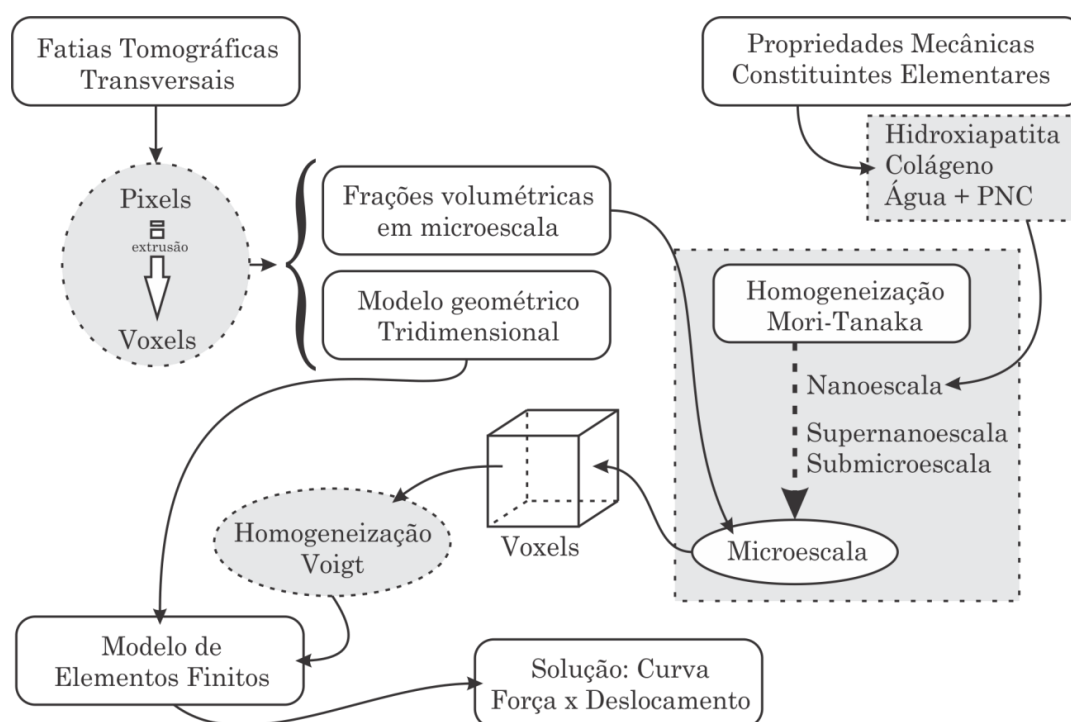 Fatias Tomográficas
Transversais
Propriedades Mecânicas
Constituintes Elementares
Hidroxiapatita
Colágeno
Água + PNC
Pixels
extrusão
Voxels
Frações volumétricas
em microescala
Modelo geométrico
Tridimensional
Homogeneização
Mori-Tanaka
Nanoescala
Supernanoescala
Submicroescala
Microescala
Voxels
Homogeneização
Voigt
Modelo de
Elementos Finitos
Solução: Curva
Força x Deslocamento